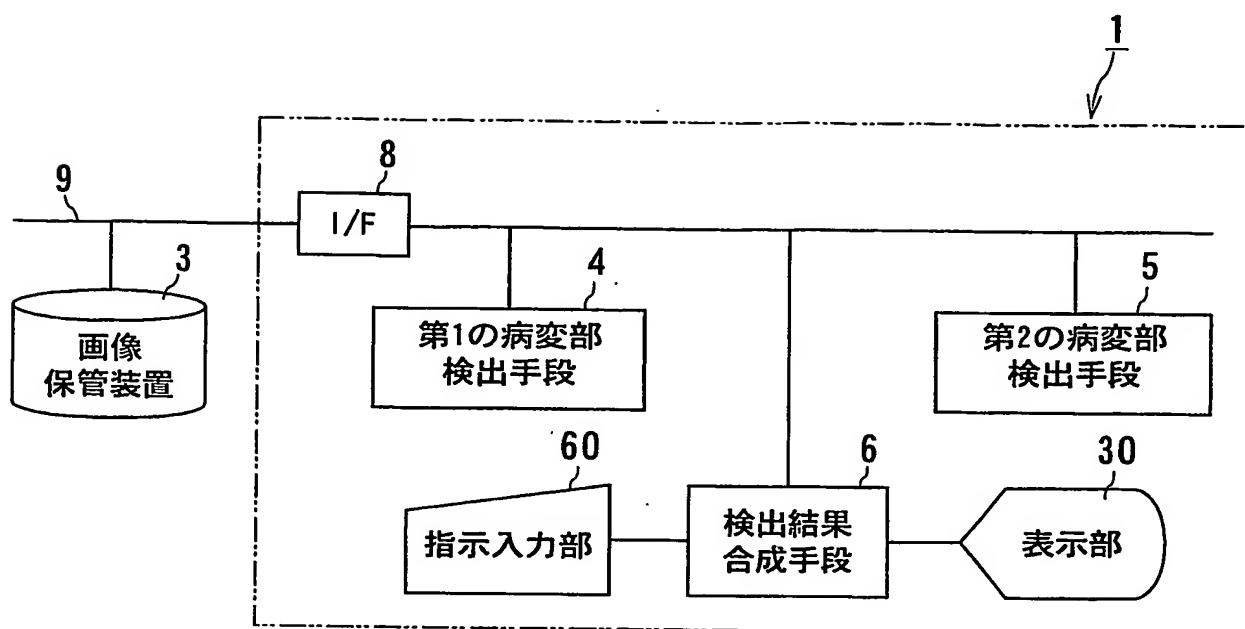 1
9
8
I/F
3
画像
保管装置
4
第1の病変部
検出手段
5
第2の病変部
検出手段
60
指示入力部
6
検出結果
合成手段
30
表示部